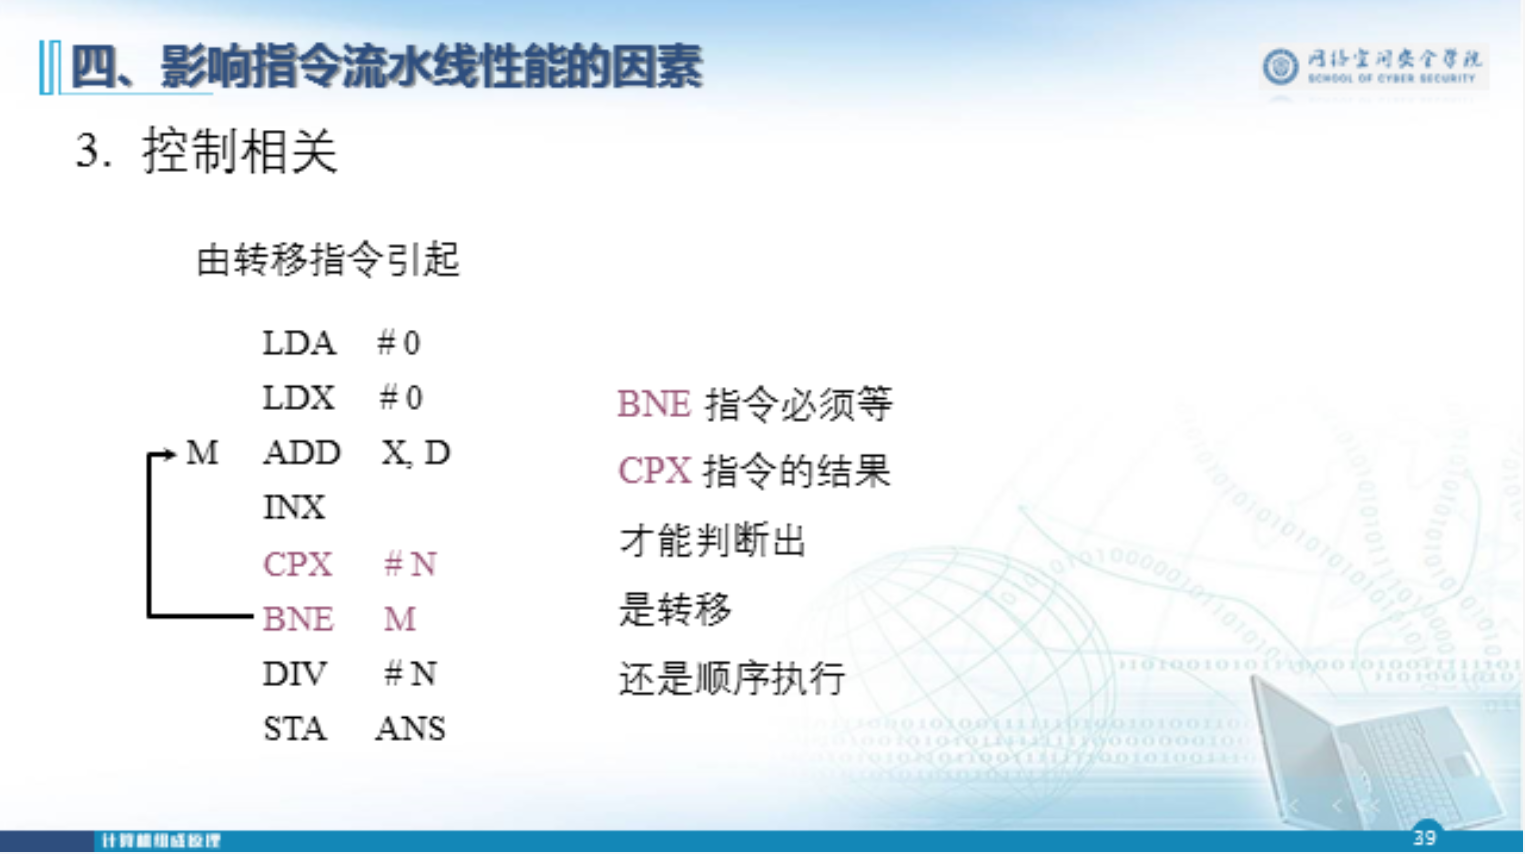 四、影响指令流水线性能的因素
网络空间安全学院
SCHOOL OF CYBER SECURITY
3. 控制相关
由转移指令引起
LDA # 0
LDX # 0
M ADD X, D
INX
CPX # N
BNE M
DIV # N
STA ANS
BNE 指令必须等
CPX 指令的结果
才能判断出
是转移
还是顺序执行
计算机组成原理
39